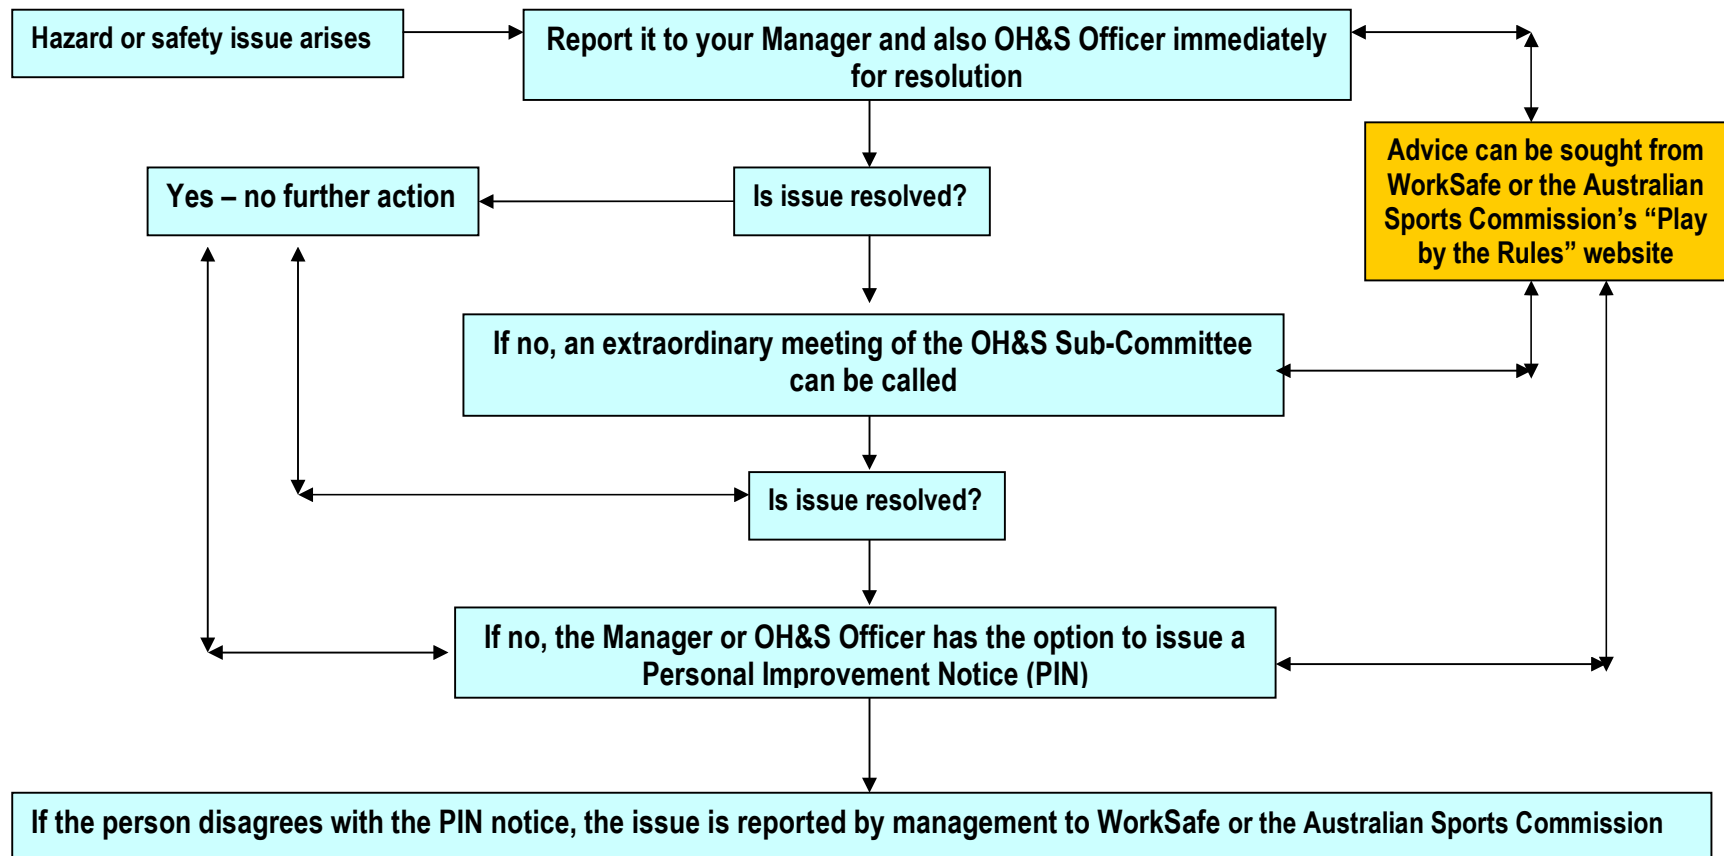 Hazard or safety issue arises
Report it to your Manager and also OH&S Officer immediately
for resolution
Advice can be sought from
WorkSafe or the Australian
Sports Commission’s “Play
by the Rules” website
Yes – no further action
Is issue resolved?
If no, an extraordinary meeting of the OH&S Sub-Committee
can be called
Is issue resolved?
If no, the Manager or OH&S Officer has the option to issue a
Personal Improvement Notice (PIN)
If the person disagrees with the PIN notice, the issue is reported by management to WorkSafe or the Australian Sports Commission